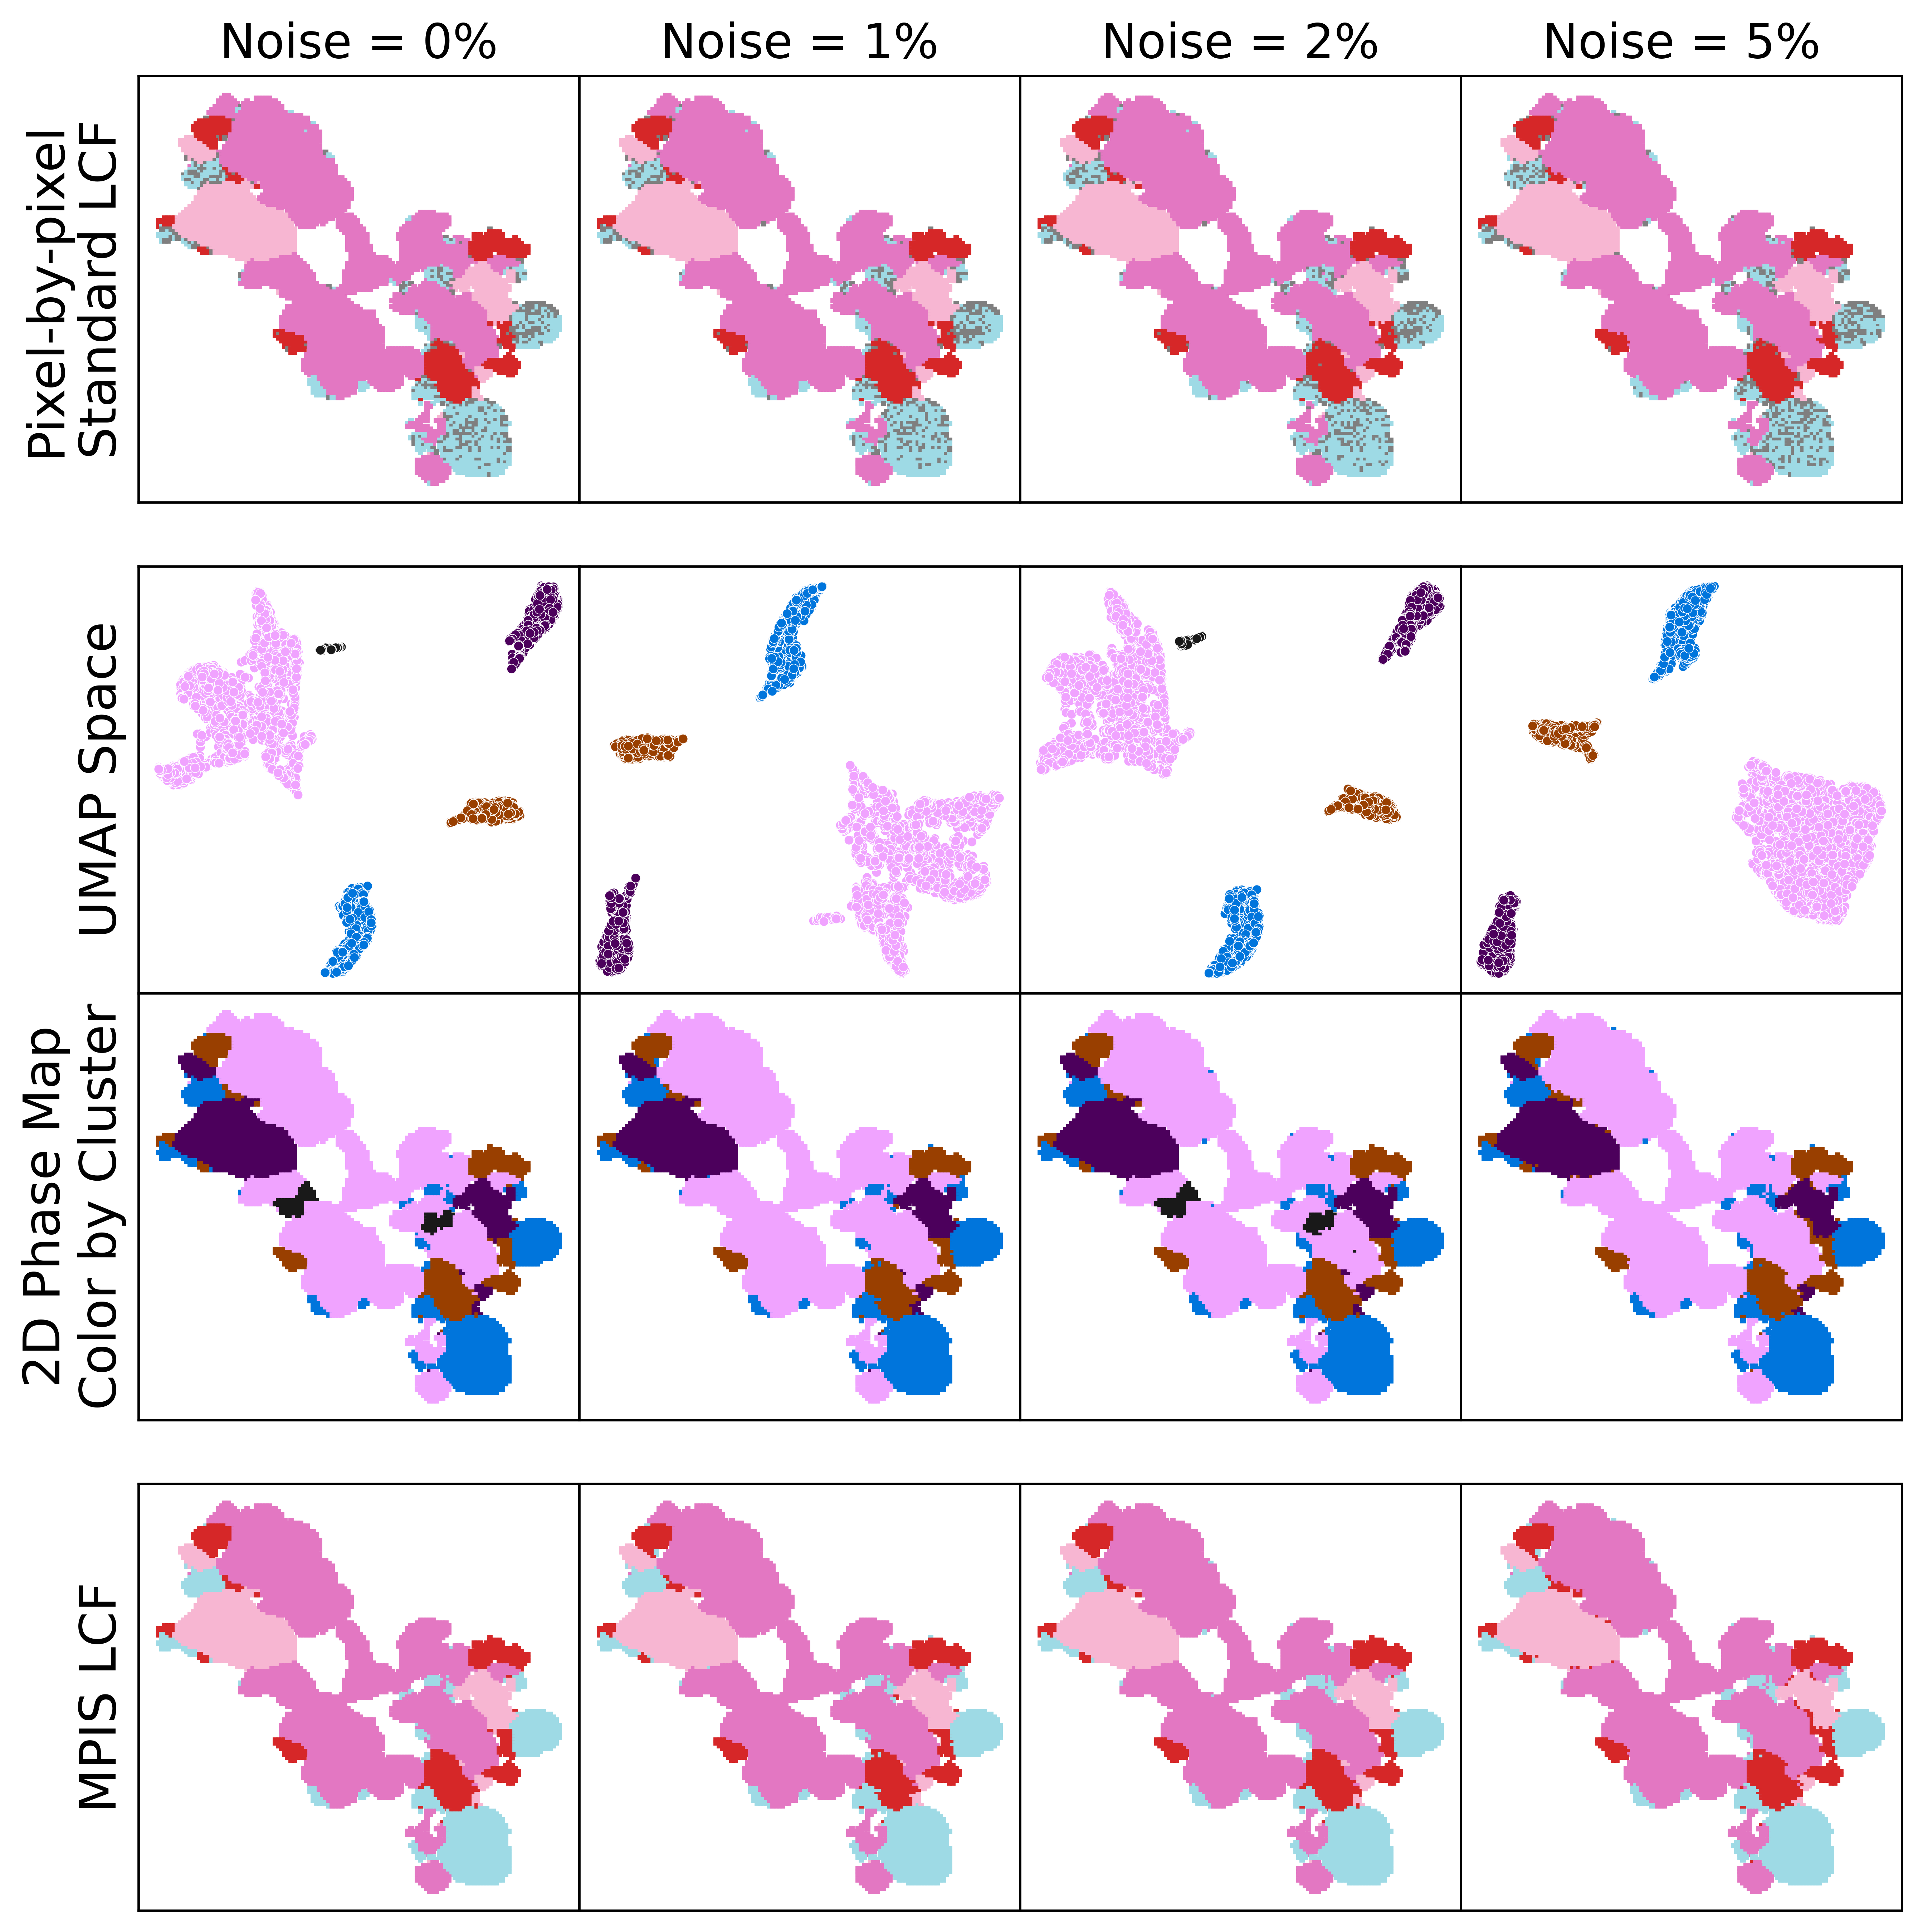 Noise = 0%
Noise = 1%
Noise = 2%
Noise = 5%
Pixel-by-pixel
Standard LCF
UMAP Space
2D Phase Map
Color by Cluster
MPIS LCF